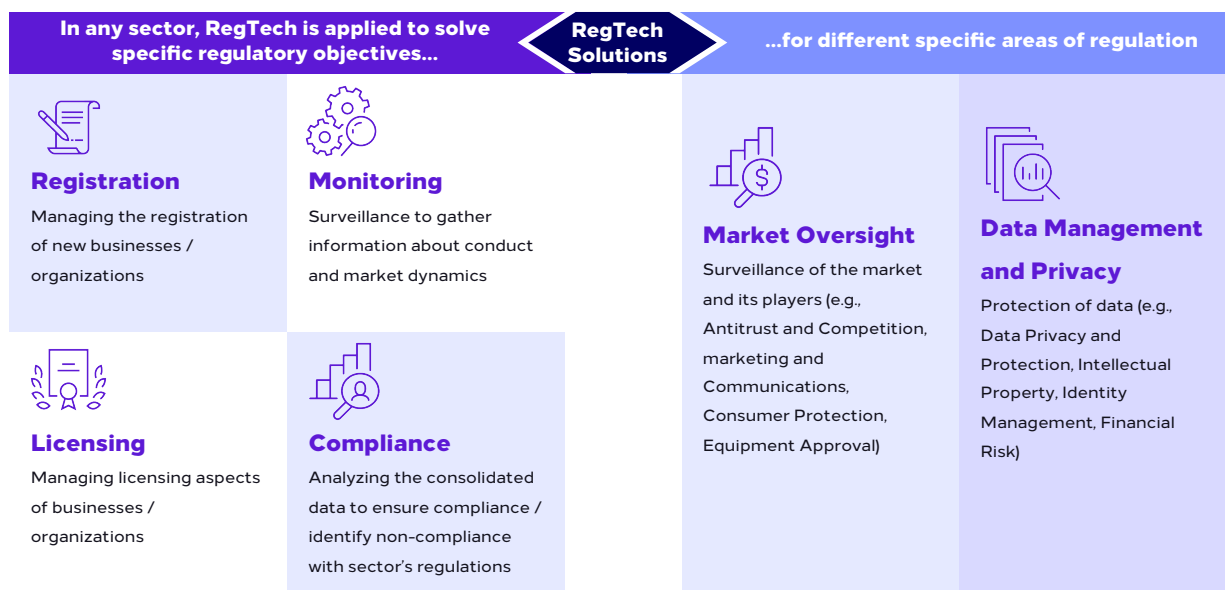 In any sector, RegTech is applied to solve
specific regulatory objectives...
RegTech
Solutions
...for different specific areas of regulation
Registration
Managing the registration
of new businesses /
organizations
Monitoring
Surveillance to gather
information about conduct
and market dynamics
Licensing
Managing licensing aspects
of businesses /
organizations
Compliance
Analyzing the consolidated
data to ensure compliance /
identify non-compliance
with sector's regulations
Market Oversight
Surveillance of the market
and its players (e.g.,
Antitrust and Competition,
marketing and
Communications,
Consumer Protection,
Equipment Approval)
Data Management
and Privacy
Protection of data (e.g.,
Data Privacy and
Protection, Intellectual
Property, Identity
Management, Financial
Risk)